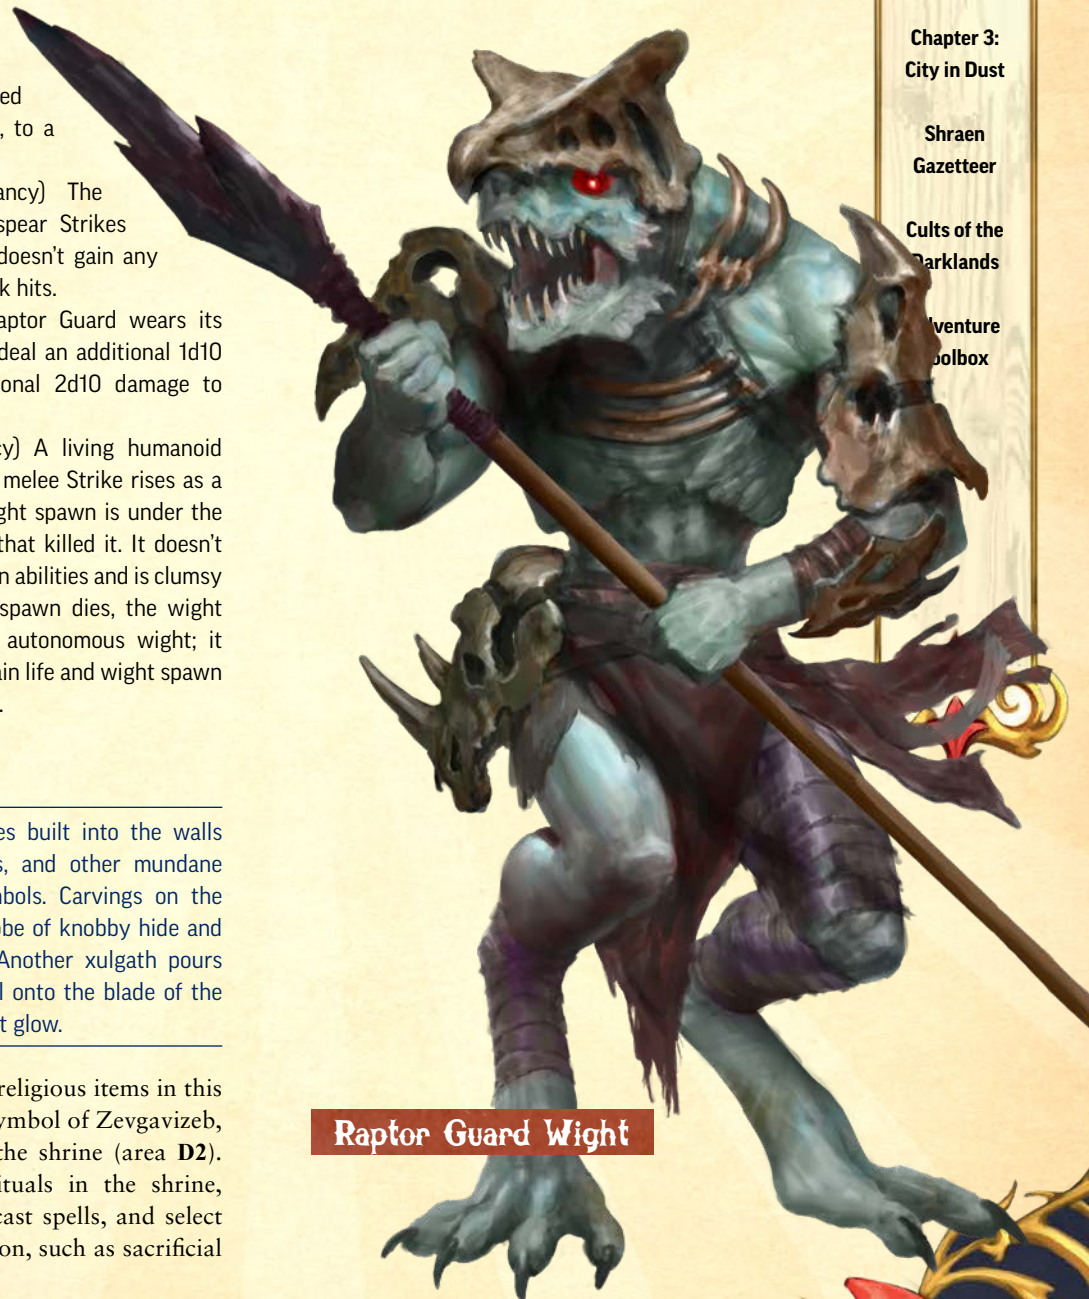 ed
, to a
ancy) The
spear Strikes
doesn't gain any
k hits.
aptor Guard wears its
deal an additional 1d10
onal 2d10 damage to
cy) A living humanoid
melee Strike rises as a
ght spawn is under the
that killed it. It doesn't
n abilities and is clumsy
spawn dies, the wight
autonomous wight; it
in life and wight spawn
.
es built into the walls
s, and other mundane
bols. Carvings on the
be of knobby hide and
Another xulgath pours
l onto the blade of the
t glow.
religious items in this
ymbol of Zevgavizeb,
the shrine (area D2).
ituals in the shrine,
cast spells, and select
on, such as sacrificial
Raptor Guard Wight
Chapter 3:
City in Dust
Shraen
Gazetteer
Cults of the
arklands
venture
olbox